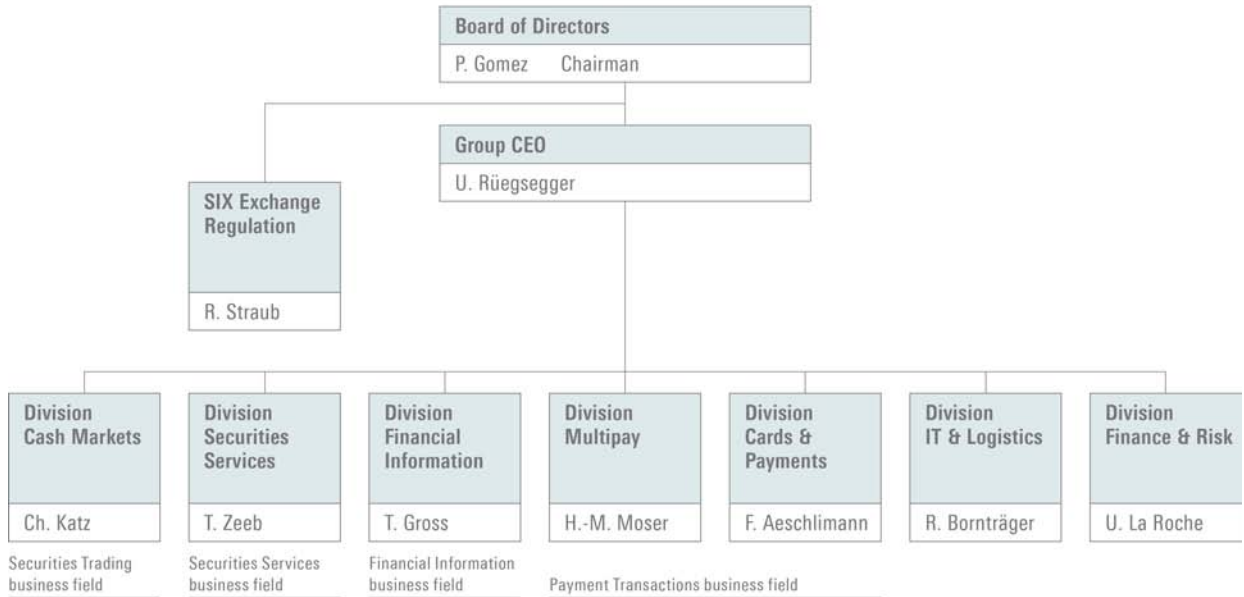 Board of Directors
P. Gomez Chairman
Group CEO
U. Rüegsegger
SIX Exchange
Regulation
R. Straub
Division
Cash Markets
Ch. Katz
Division
Securities
Services
T. Zeeb
Division
Financial
Information
T. Gross
Division
Multipay
H.-M. Moser
Division
Cards &
Payments
F. Aeschlimann
Division
IT & Logistics
R. Bornträger
Division
Finance & Risk
U. La Roche
Securities Trading
business field
Securities Services
business field
Financial Information
business field
Payment Transactions business field